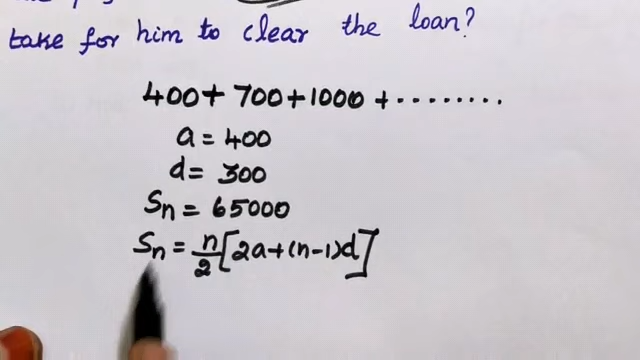 take for him to clear the loan?
400+ 700+1000 +........
a = 400
d = 300
Sn = 65000
Sn = n/2 [2a+(n-1)d]